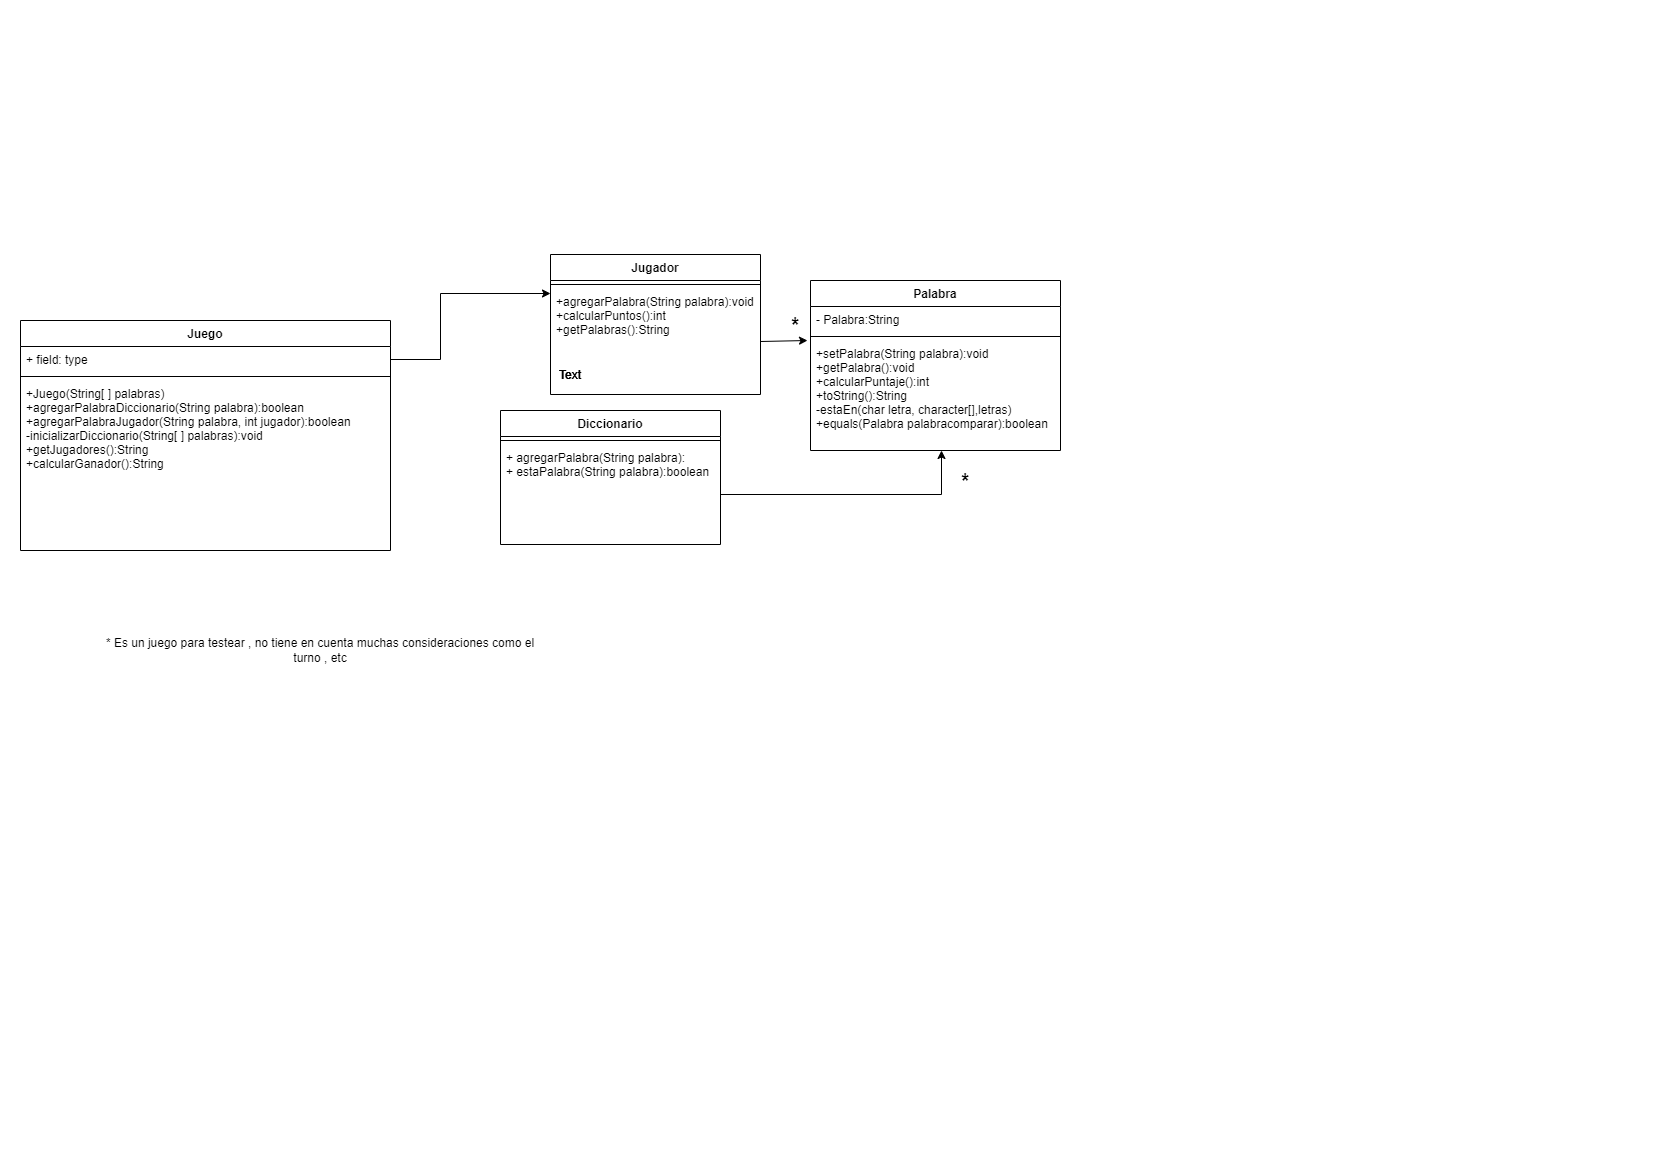 Juego
+ field: type
+Juego(String[ ] palabras)
+agregarPalabraDiccionario(String palabra):boolean
+agregarPalabraJugador(String palabra, int jugador):boolean
-inicializarDiccionario(String[ ] palabras):void
+getJugadores():String
+calcularGanador():String
Jugador
+agregarPalabra(String palabra):void
+calcularPuntos():int
+getPalabras():String
Text
*
Diccionario
+ agregarPalabra(String palabra):
+ estaPalabra(String palabra):boolean
Palabra
- Palabra:String
+setPalabra(String palabra):void
+getPalabra():void
+calcularPuntaje():int
+toString():String
-estaEn(char letra, character[],letras)
+equals(Palabra palabracomparar):boolean
*
* Es un juego para testear , no tiene en cuenta muchas consideraciones como el
turno , etc